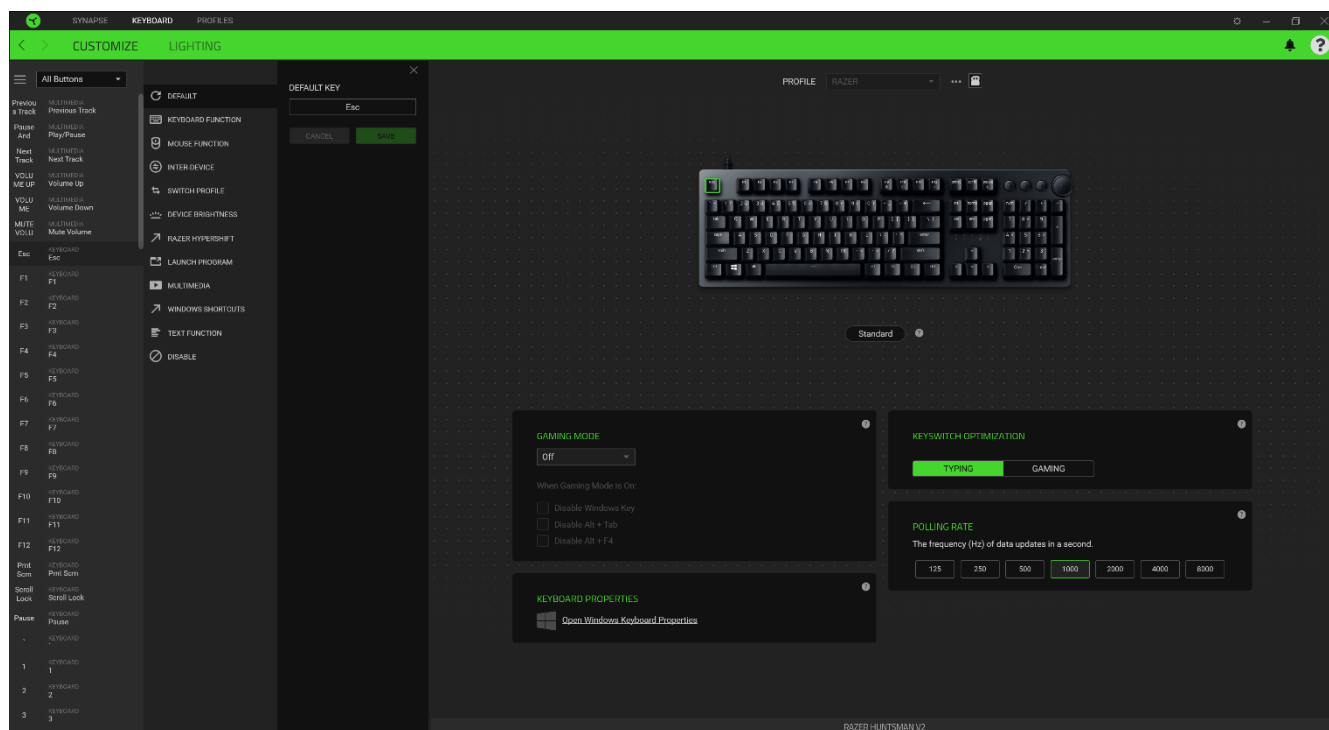 SYNAPSE KEYBOARD PROFILES
CUSTOMIZE LIGHTING
All Buttons
Previou
s Track
MULTIMEDIA
Previous Track
Pause
And
MULTIMEDIA
Play/Pause
Next
Track
MULTIMEDIA
Next Track
VOLU
ME UP
MULTIMEDIA
Volume Up
VOLU
ME
MULTIMEDIA
Volume Down
MUTE
VOLU
MULTIMEDIA
Mute Volume
Esc
KEYBOARD
Esc
F1
KEYBOARD
F1
F2
KEYBOARD
F2
F3
KEYBOARD
F3
F4
KEYBOARD
F4
F5
KEYBOARD
F5
F6
KEYBOARD
F6
F7
KEYBOARD
F7
F8
KEYBOARD
F8
F9
KEYBOARD
F9
F10
KEYBOARD
F10
F11
KEYBOARD
F11
F12
KEYBOARD
F12
Prnt
Scrn
KEYBOARD
Prnt Scrn
Scroll
Lock
KEYBOARD
Scroll Lock
Pause
KEYBOARD
Pause
`
KEYBOARD
`
1
KEYBOARD
1
2
KEYBOARD
2
3
KEYBOARD
3
DEFAULT
KEYBOARD FUNCTION
MOUSE FUNCTION
INTER-DEVICE
SWITCH PROFILE
DEVICE BRIGHTNESS
RAZER HYPERSHIFT
LAUNCH PROGRAM
MULTIMEDIA
WINDOWS SHORTCUTS
TEXT FUNCTION
DISABLE
DEFAULT KEY
Esc
CANCEL SAVE
PROFILE RAZER
Standard
GAMING MODE
Off
When Gaming Mode is On:
Disable Windows Key
Disable Alt + Tab
Disable Alt + F4
KEYBOARD PROPERTIES
Open Windows Keyboard Properties
KEYSWITCH OPTIMIZATION
TYPING GAMING
POLLING RATE
The frequency (Hz) of data updates in a second.
125 250 500 1000 2000 4000 8000
RAZER HUNTSMAN V2